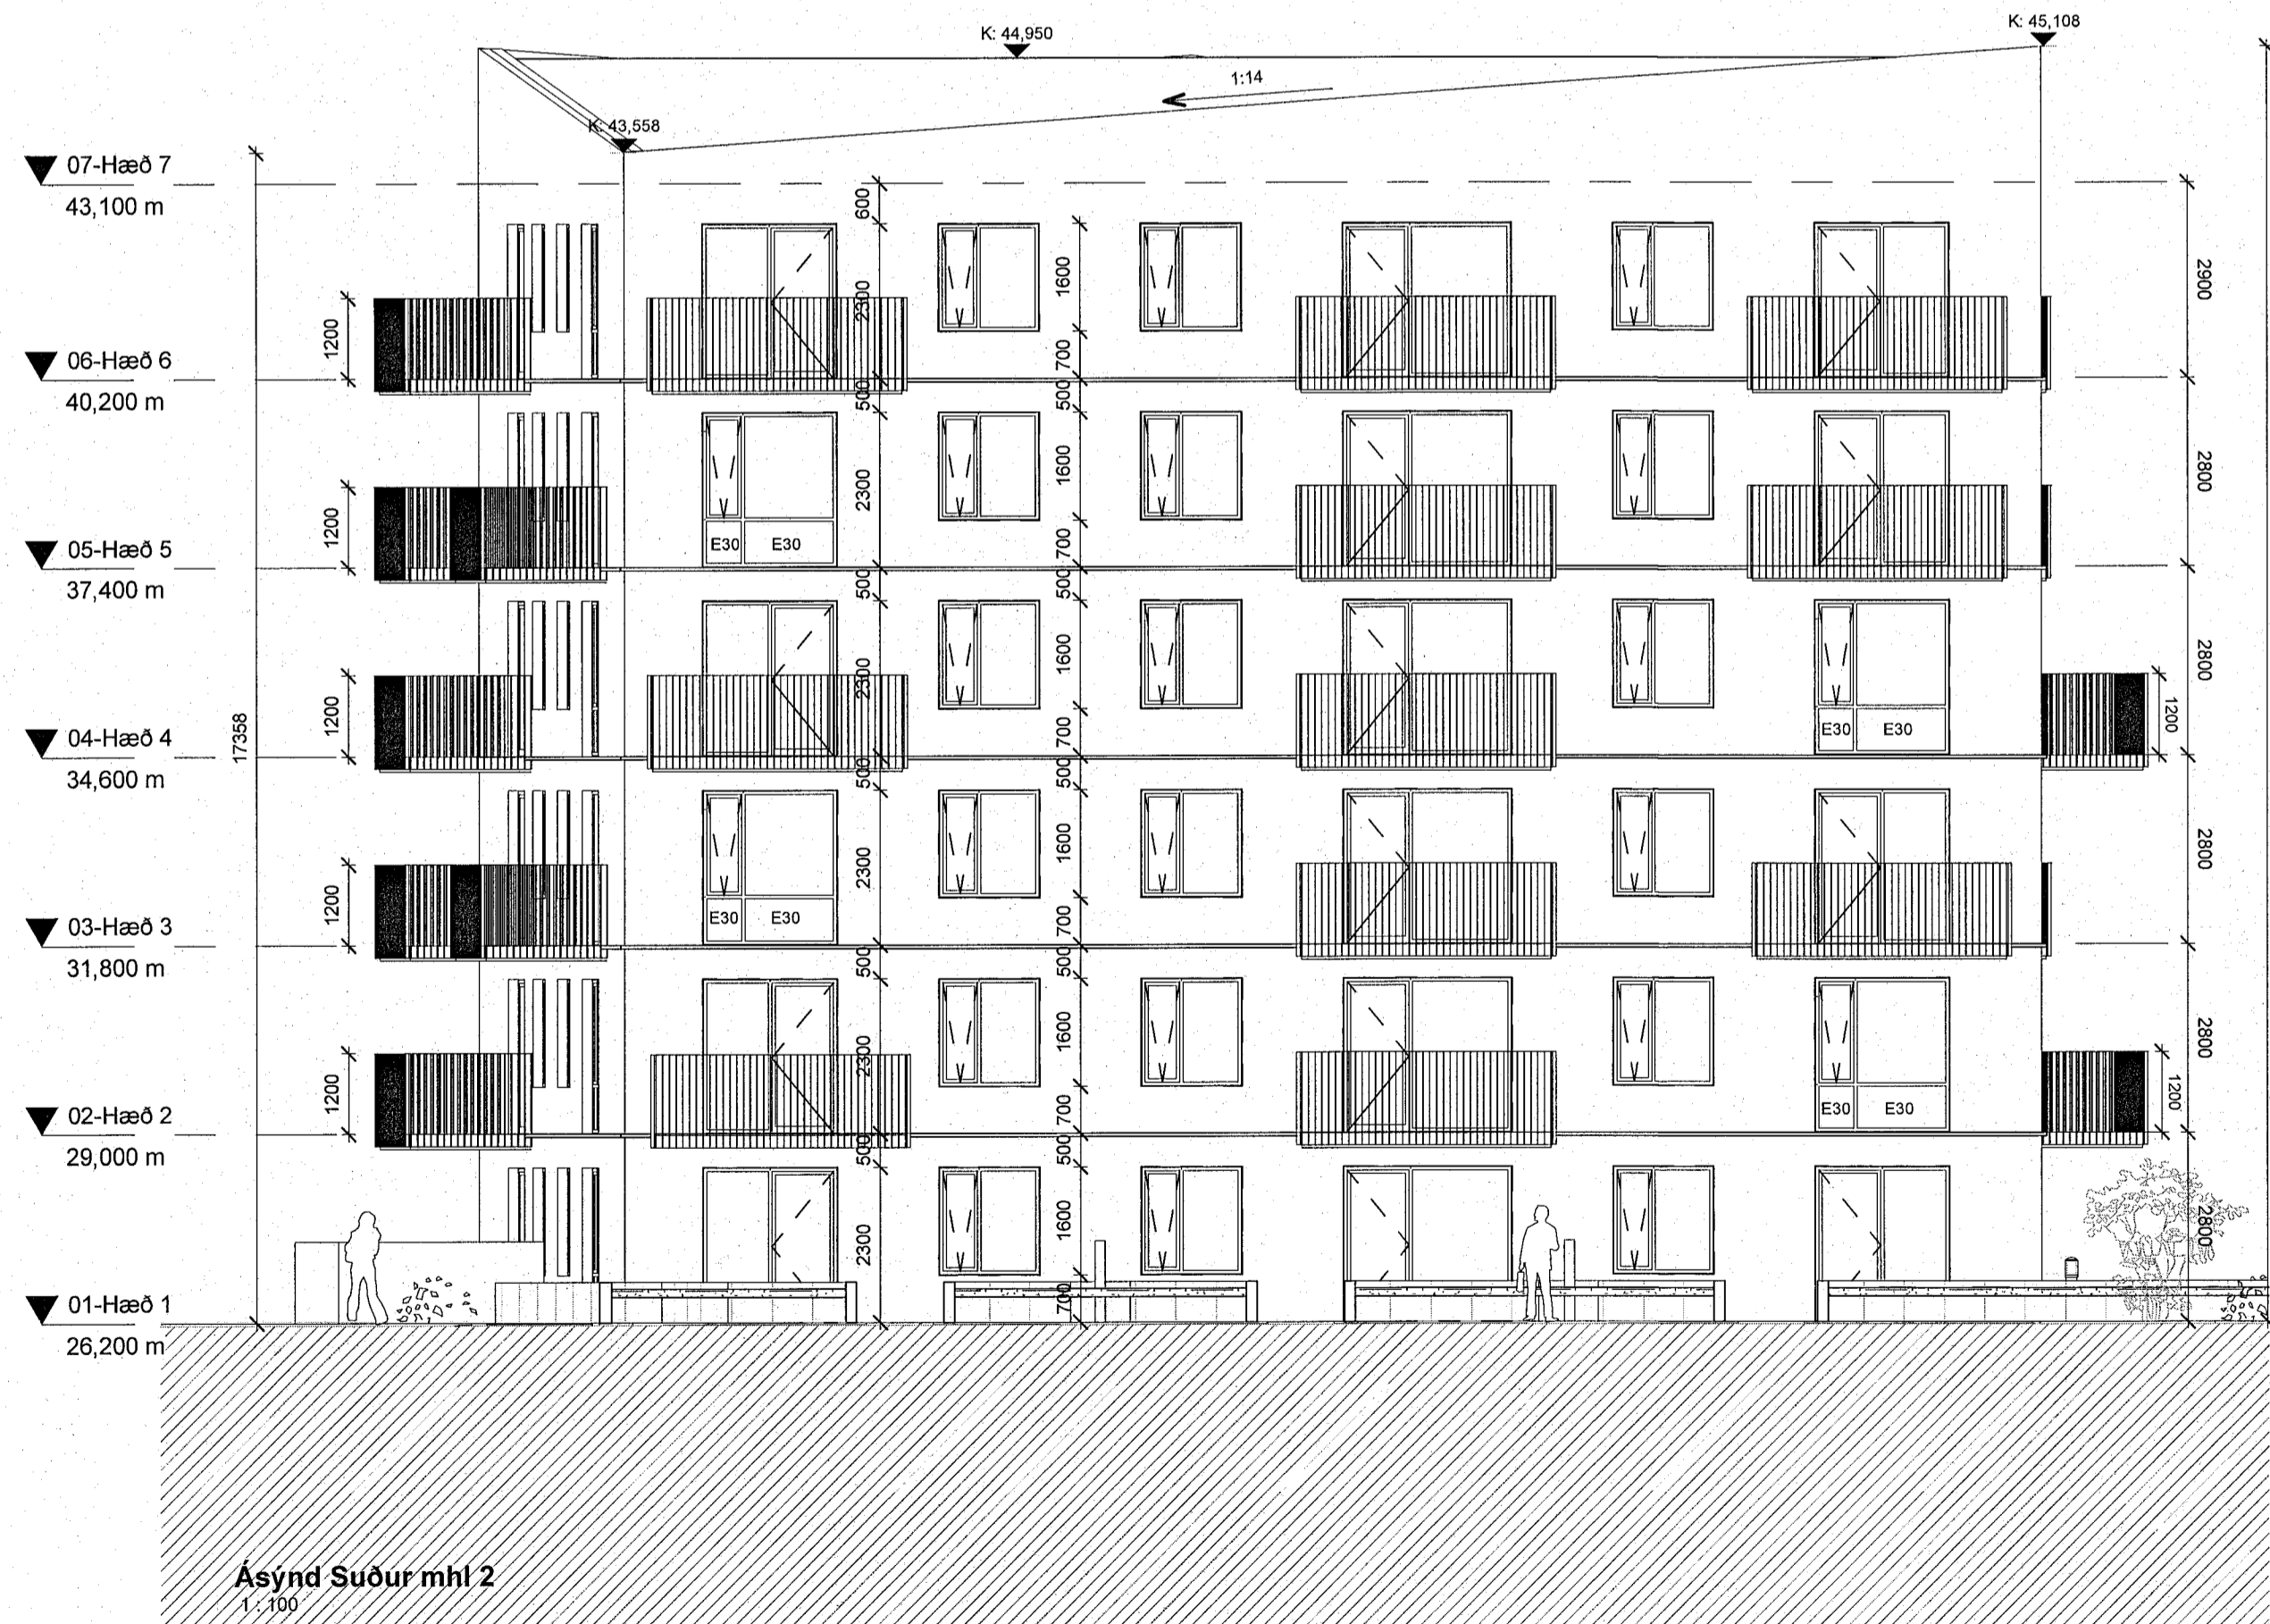 K: 45,108
K: 44,950
1:14
K: 43,558
07-Hæð 7
43,100 m
600
2300
1600
2900
1200
700
06-Hæð 6
40,200 m
500
500
2300
1600
2800
1200
700
E30
E30
05-Hæð 5
37,400 m
500
500
2300
1600
2800
1200
700
1200
E30
E30
17358
04-Hæð 4
34,600 m
500
500
2300
1600
2800
1200
700
E30
E30
03-Hæð 3
31,800 m
500
500
2300
1600
2800
1200
700
1200
E30
E30
02-Hæð 2
29,000 m
500
500
2300
1600
2800
700
01-Hæð 1
26,200 m
Ásýnd Suður mhl 2
1 : 100